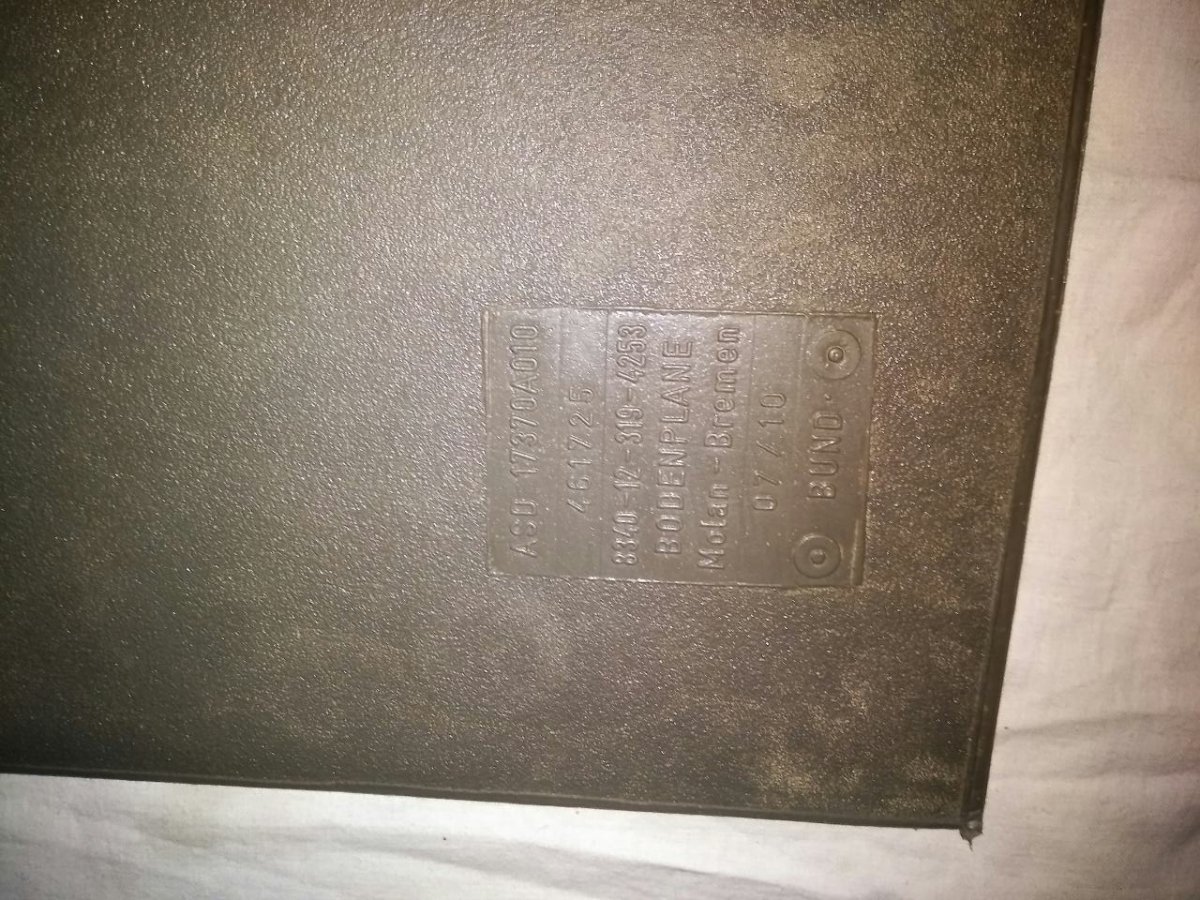 ASD 17370A010
461725
8340-12-319-4253
BODENPLANE
Molan-Bremen
07/10
BUND